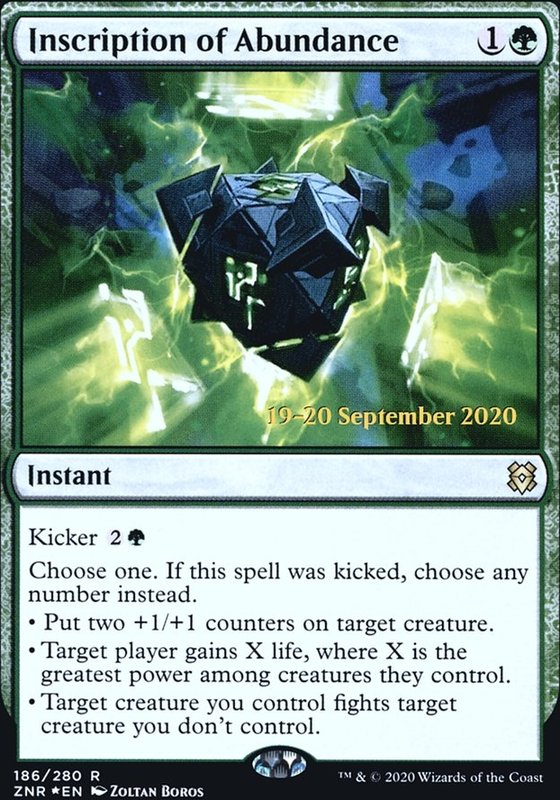 Inscription of Abundance 1
19-20 September 2020
Instant
Kicker 2
Choose one. If this spell was kicked, choose any
number instead.
• Put two +1/+1 counters on target creature.
• Target player gains X life, where X is the
greatest power among creatures they control.
• Target creature you control fights target
creature you don't control.
186/280 R
ZNR ★ EN Zoltan Boros
™ & © 2020 Wizards of the Coast